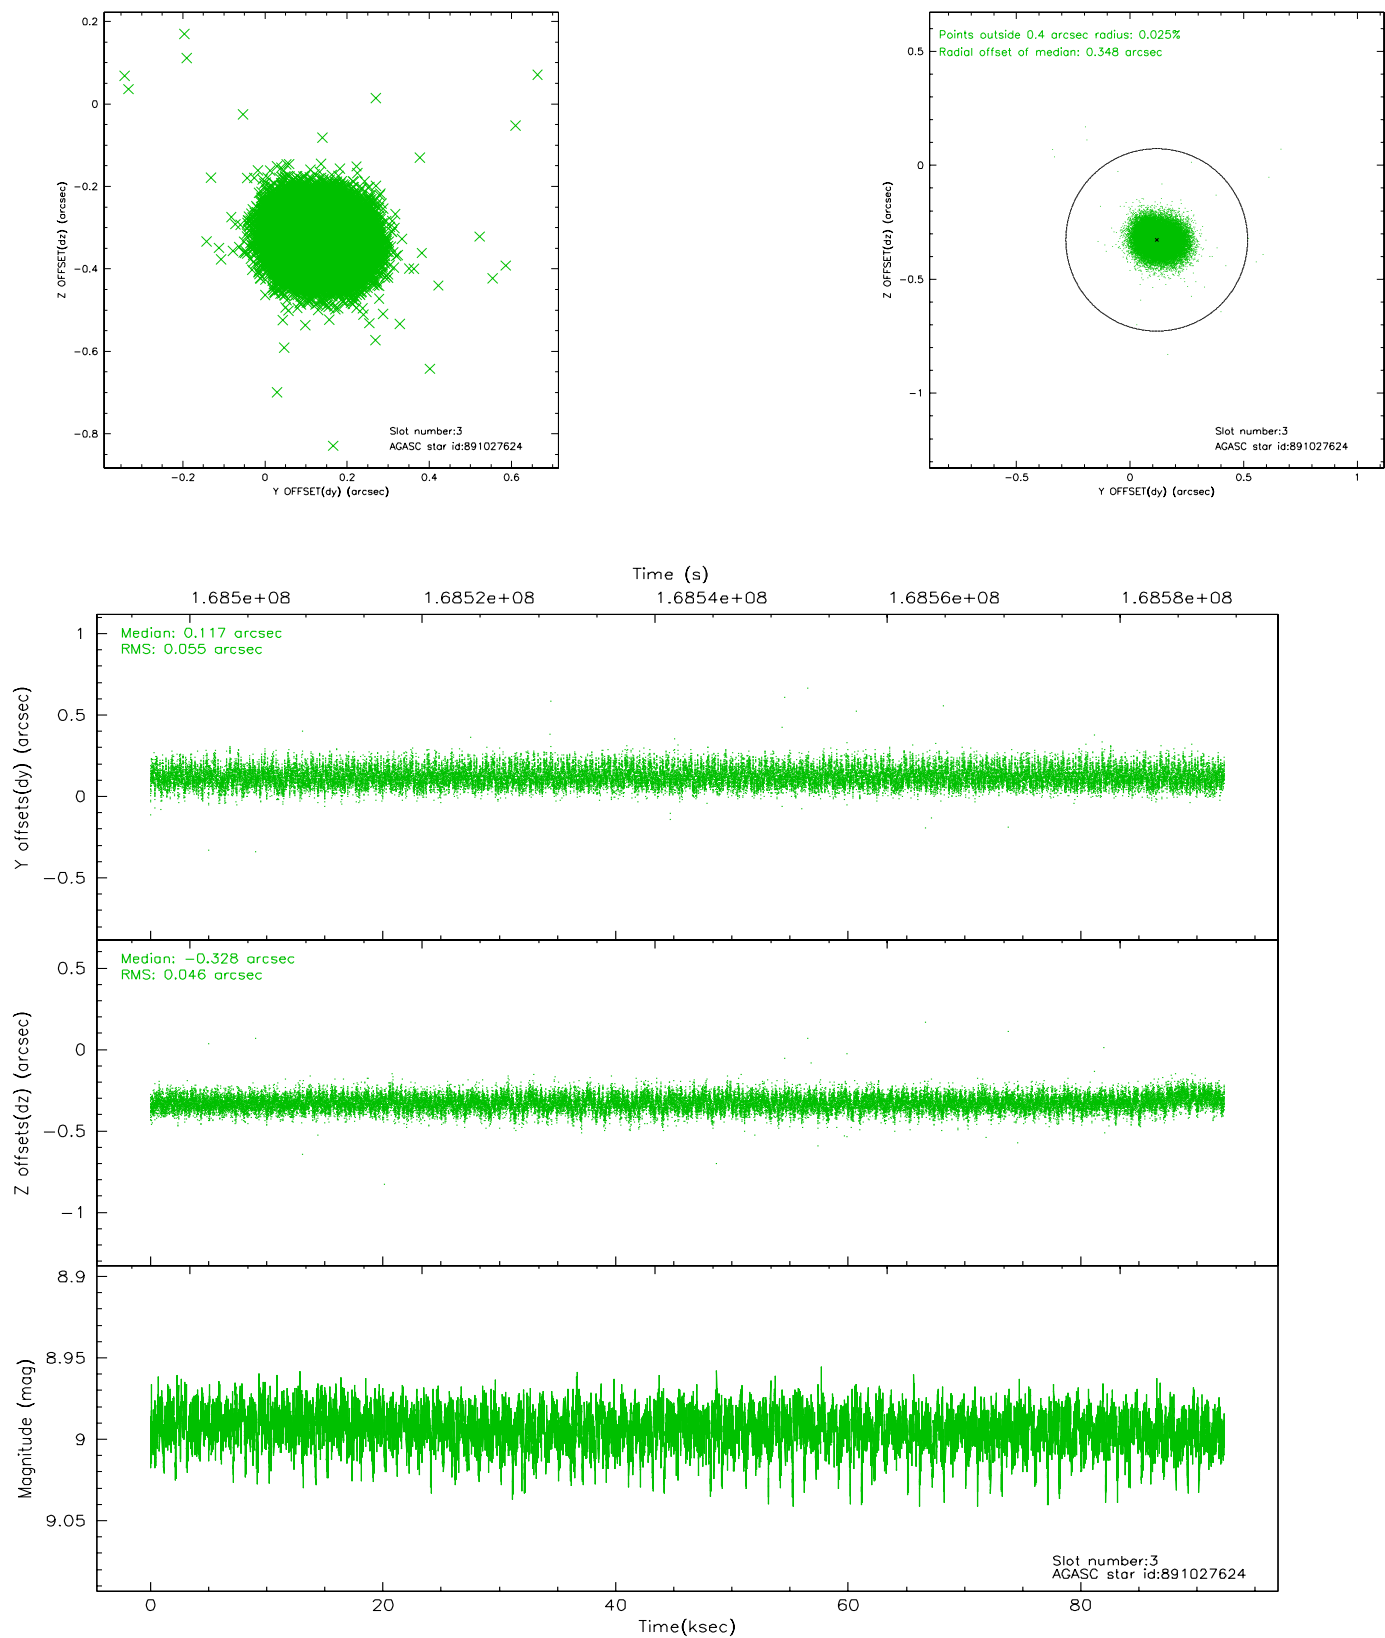 0.2
0
−0.2
−0.4
−0.6
−0.8
Z OFFSET(dz) (arcsec)
Slot number:3
AGASC star id:891027624
−0.2 0 0.2 0.4 0.6
Y OFFSET(dy) (arcsec)
Points outside 0.4 arcsec radius: 0.025%
Radial offset of median: 0.348 arcsec
0.5
0
−0.5
−1
Z OFFSET(dz) (arcsec)
Slot number:3
AGASC star id:891027624
−0.5 0 0.5 1
Y OFFSET(dy) (arcsec)
Time (s)
1.685e+08 1.6852e+08 1.6854e+08 1.6856e+08 1.6858e+08
Median: 0.117 arcsec
RMS: 0.055 arcsec
1
0.5
0
−0.5
Y offsets(dy) (arcsec)
Median: −0.328 arcsec
RMS: 0.046 arcsec
0.5
0
−0.5
−1
Z offsets(dz) (arcsec)
8.9
8.95
9
9.05
Magnitude (mag)
Slot number:3
AGASC star id:891027624
0 20 40 60 80
Time(ksec)